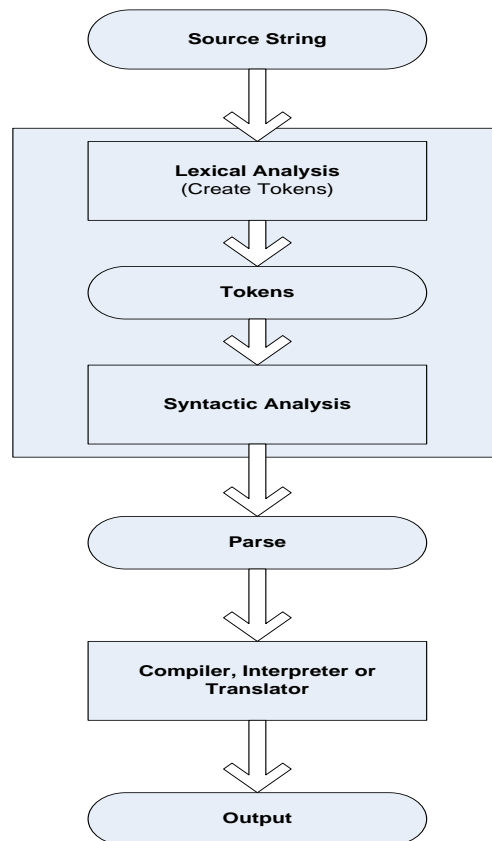 Source String
Lexical Analysis
(Create Tokens)
Tokens
Syntactic Analysis
Parse
Compiler, Interpreter or
Translator
Output